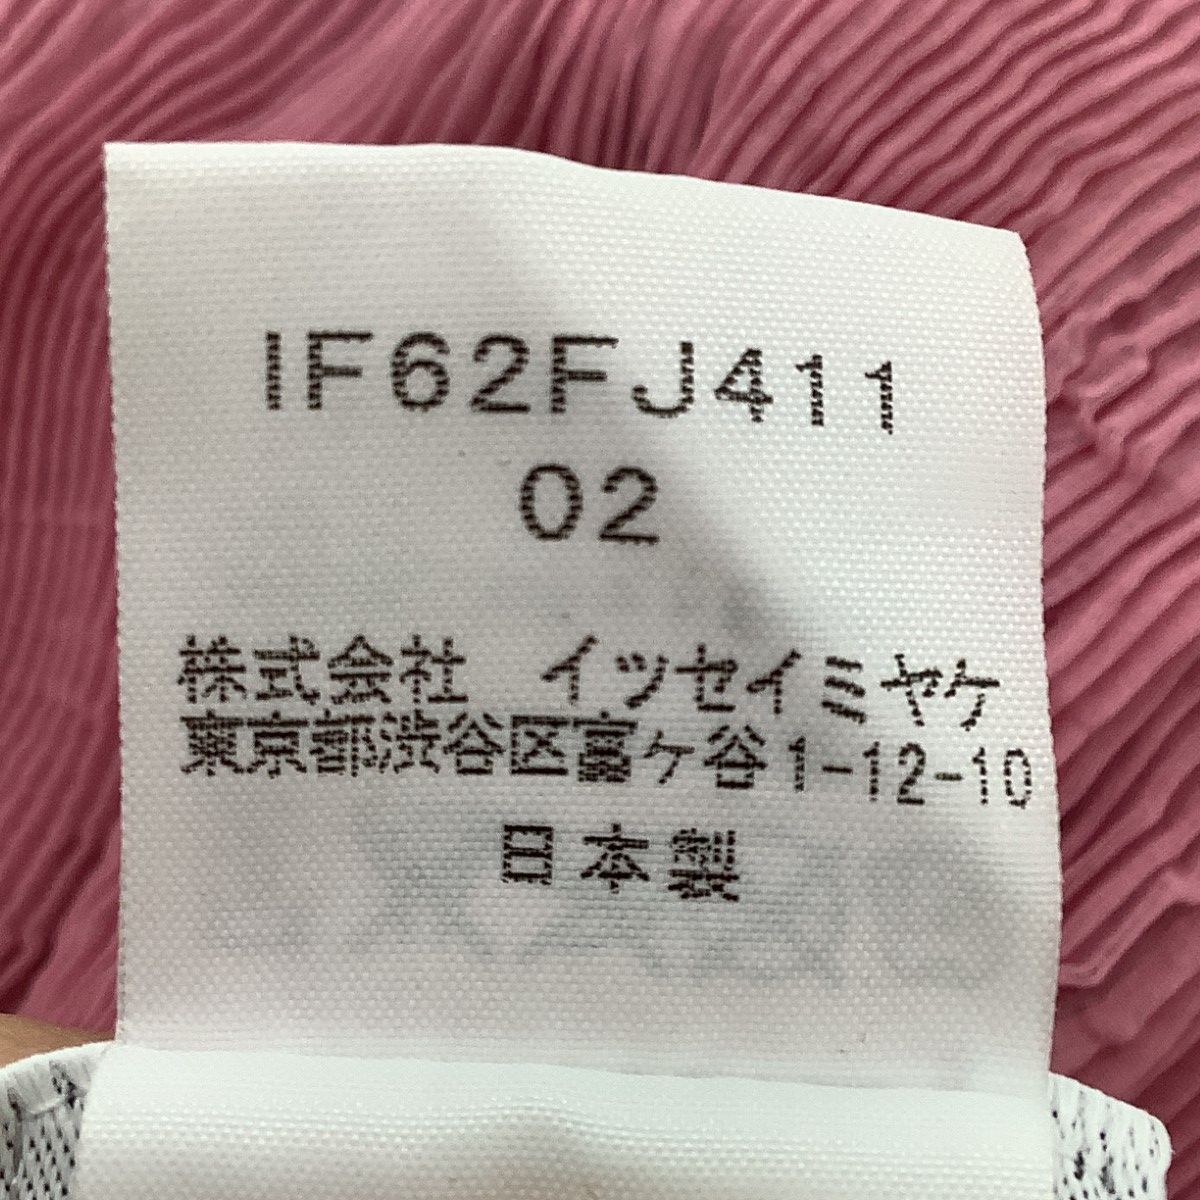 IF62FJ411
02
株式会社　イッセイミヤケ
東京都渋谷区富ヶ谷1-12-10
日本製